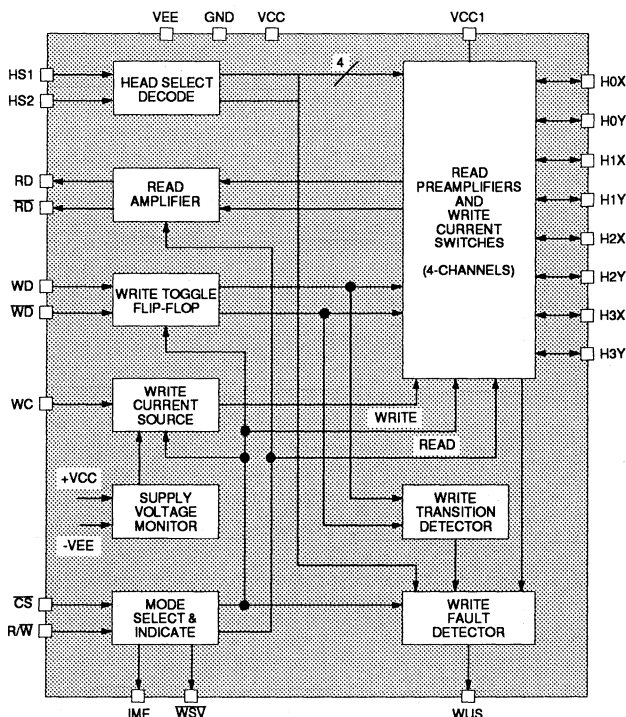 VEE GND VCC VCC1
HS1
HS2
HEAD SELECT
DECODE
4
H0X
H0Y
H1X
H1Y
H2X
H2Y
H3X
H3Y
READ
PREAMPLIFIERS
AND
WRITE
CURRENT
SWITCHES
(4-CHANNELS)
RD
RD
READ
AMPLIFIER
WD
WD
WRITE TOGGLE
FLIP-FLOP
WC
WRITE
CURRENT
SOURCE
WRITE
READ
+VCC
-VEE
SUPPLY
VOLTAGE
MONITOR
WRITE
TRANSITION
DETECTOR
CS
R/W
MODE
SELECT &
INDICATE
WRITE
FAULT
DETECTOR
IMF WSV WUS